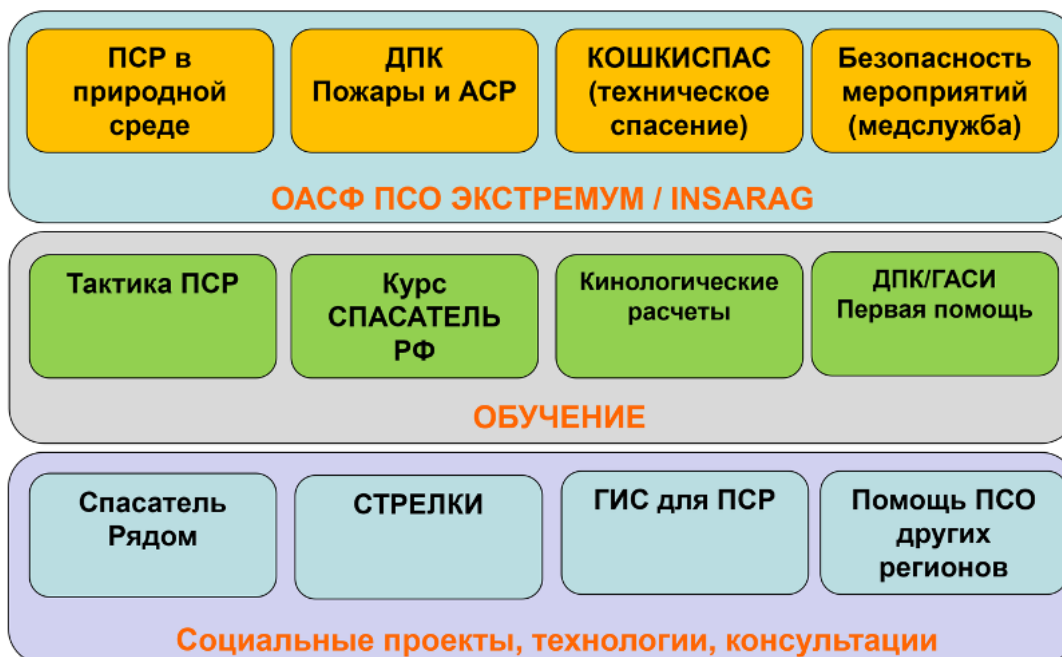 ПСР в
природной
среде
ДПК
Пожары и АСР
КОШКИСПАС
(техническое
спасение)
Безопасность
мероприятий
(медслужба)
ОАСФ ПСО ЭКСТРЕМУМ / INSARAG
Тактика ПСР
Курс
СПАСАТЕЛЬ
РФ
Кинологические
расчеты
ДПК/ГАСИ
Первая помощь
ОБУЧЕНИЕ
Спасатель
Рядом
СТРЕЛКИ
ГИС для ПСР
Помощь ПСО
других
регионов
Социальные проекты, технологии, консультации